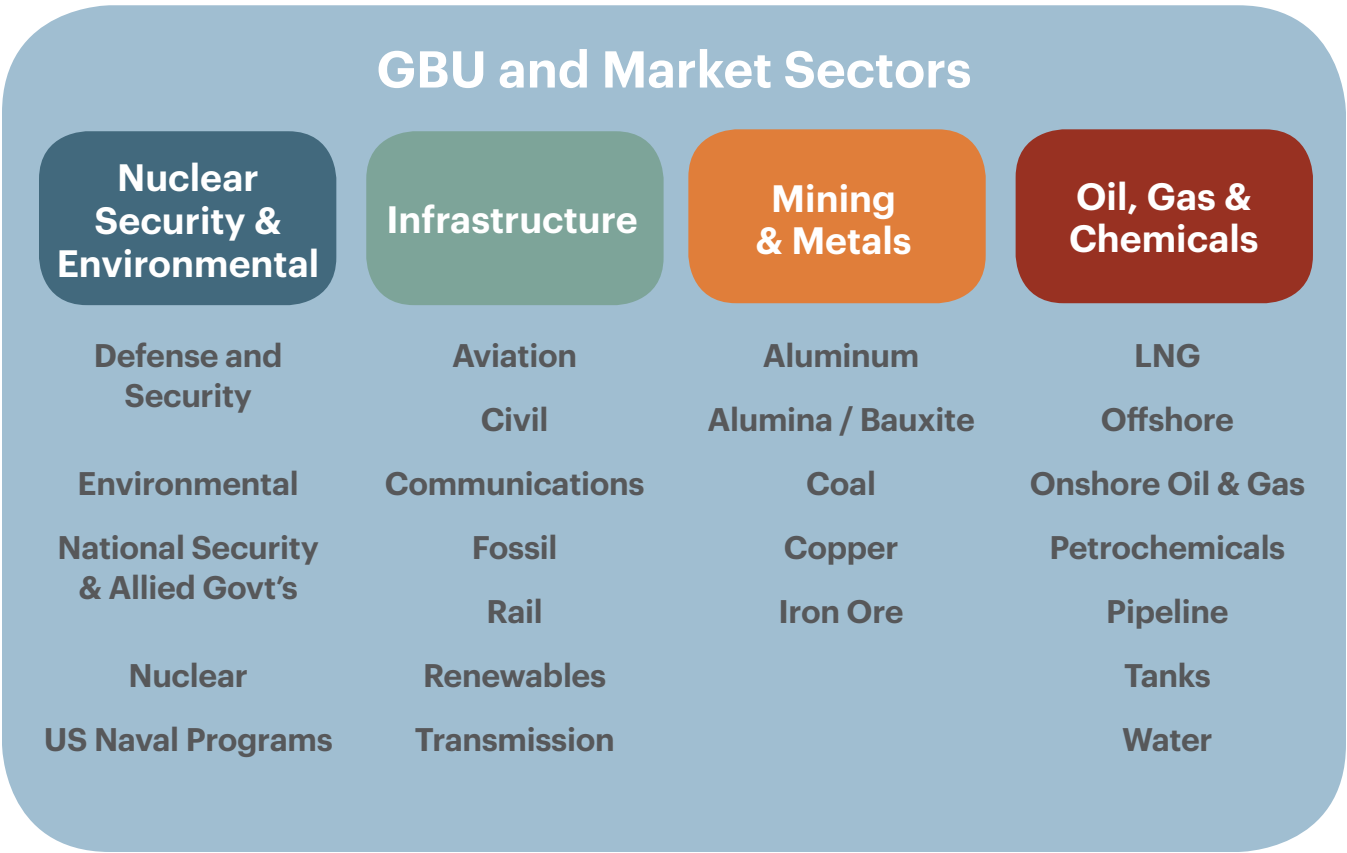 GBU and Market Sectors
Nuclear
Security &
Environmental
Defense and
Security
Environmental
National Security
& Allied Govt’s
Nuclear
US Naval Programs
Infrastructure
Aviation
Civil
Communications
Fossil
Rail
Renewables
Transmission
Mining
& Metals
Aluminum
Alumina / Bauxite
Coal
Copper
Iron Ore
Oil, Gas &
Chemicals
LNG
Offshore
Onshore Oil & Gas
Petrochemicals
Pipeline
Tanks
Water